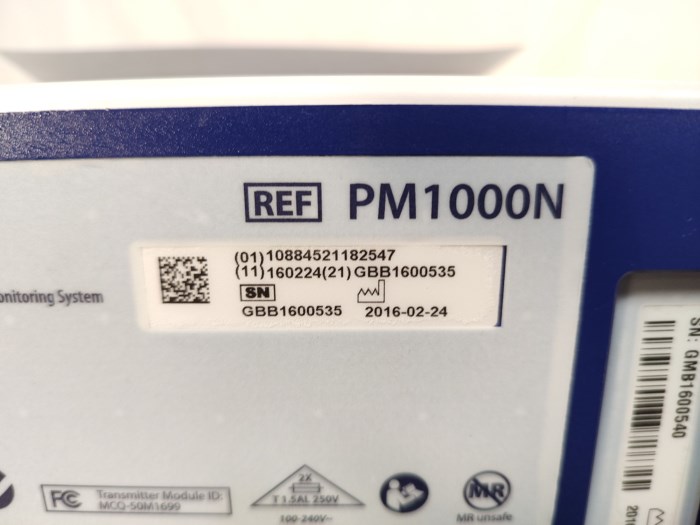 REF PM1000N
(01)10884521182547
(11)160224(21)GBB1600535
onitoring System
SN
GBB1600535 2016-02-24
SN: GMB1600540
FC Transmitter Module ID:
MCQ-50M1699
2X
T 1.5AL 250V
100-240V~
MR
MR unsafe